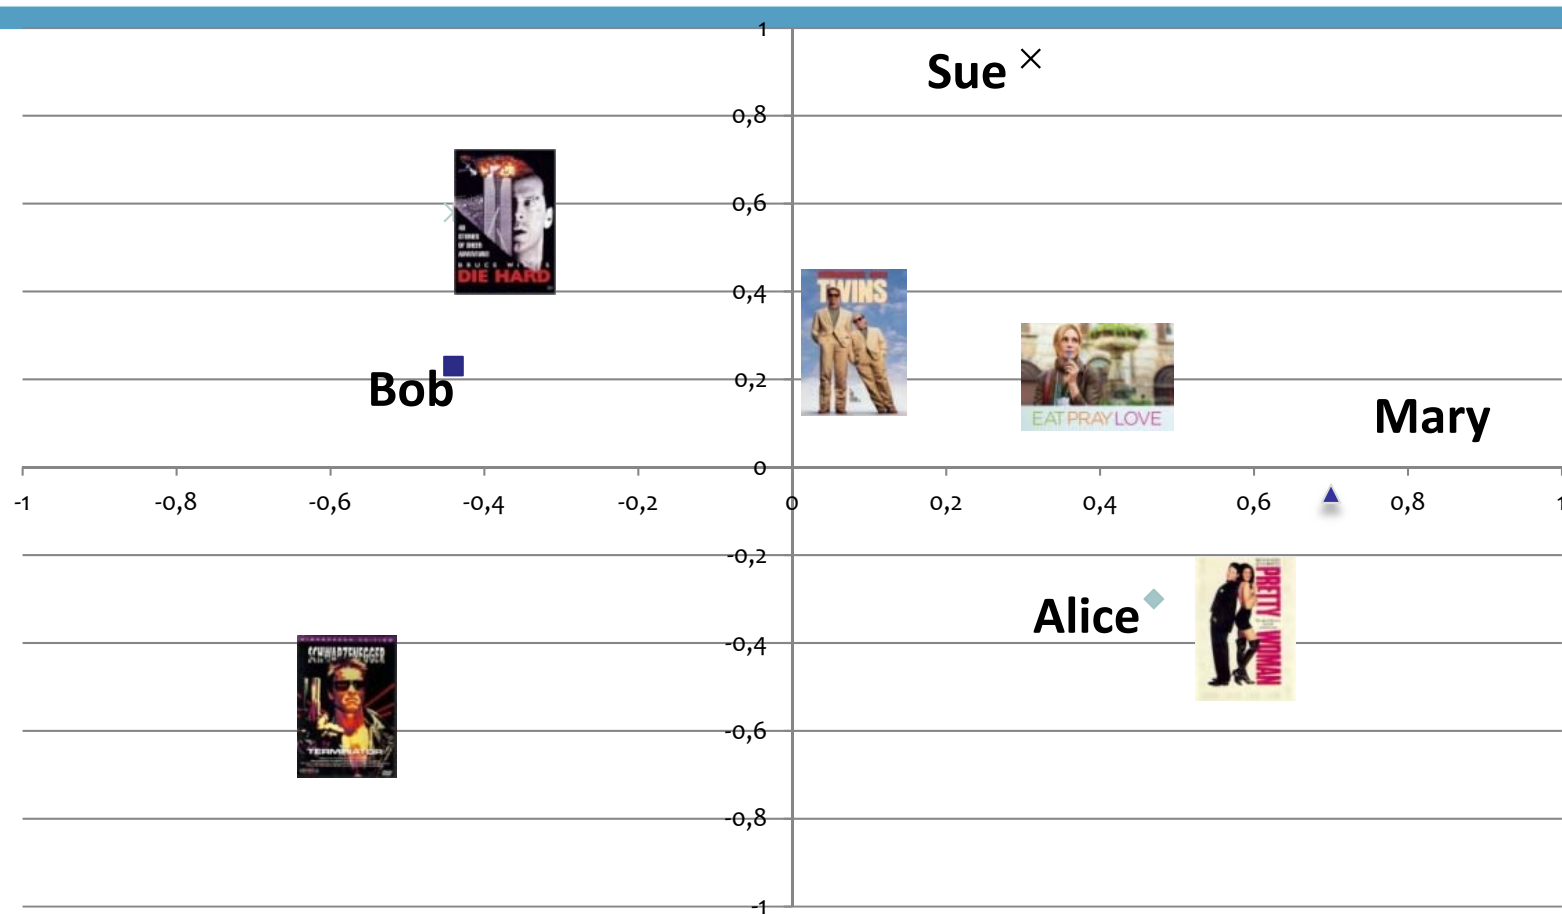 1
Sue
0,8
0,6
BRUCE WILLIS
DIE HARD
TWINS
0,4
EAT PRAY LOVE
0,2
Bob
Mary
0
-1
-0,8
-0,6
-0,4
-0,2
0
0,2
0,4
0,6
0,8
1
-0,2
PRETTY WOMAN
Alice
-0,4
SCHWARZENEGGER
-0,6
TERMINATOR
-0,8
-1